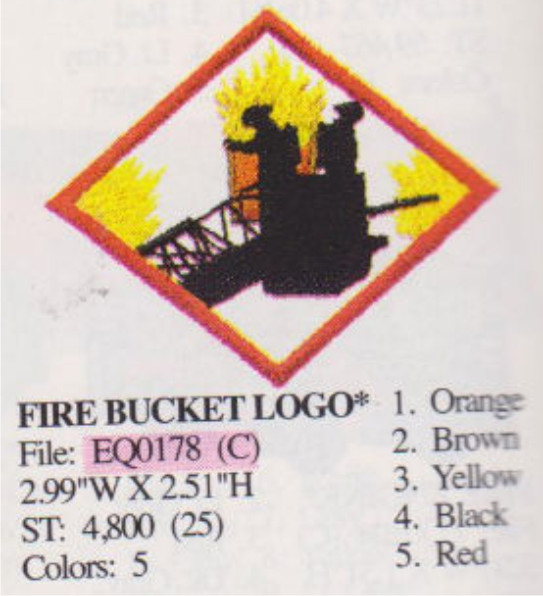 FIRE BUCKET LOGO*
File: EQ0178 (C)
2.99"W X 2.51"H
ST: 4,800 (25)
Colors: 5
1. Orange
2. Brown
3. Yellow
4. Black
5. Red